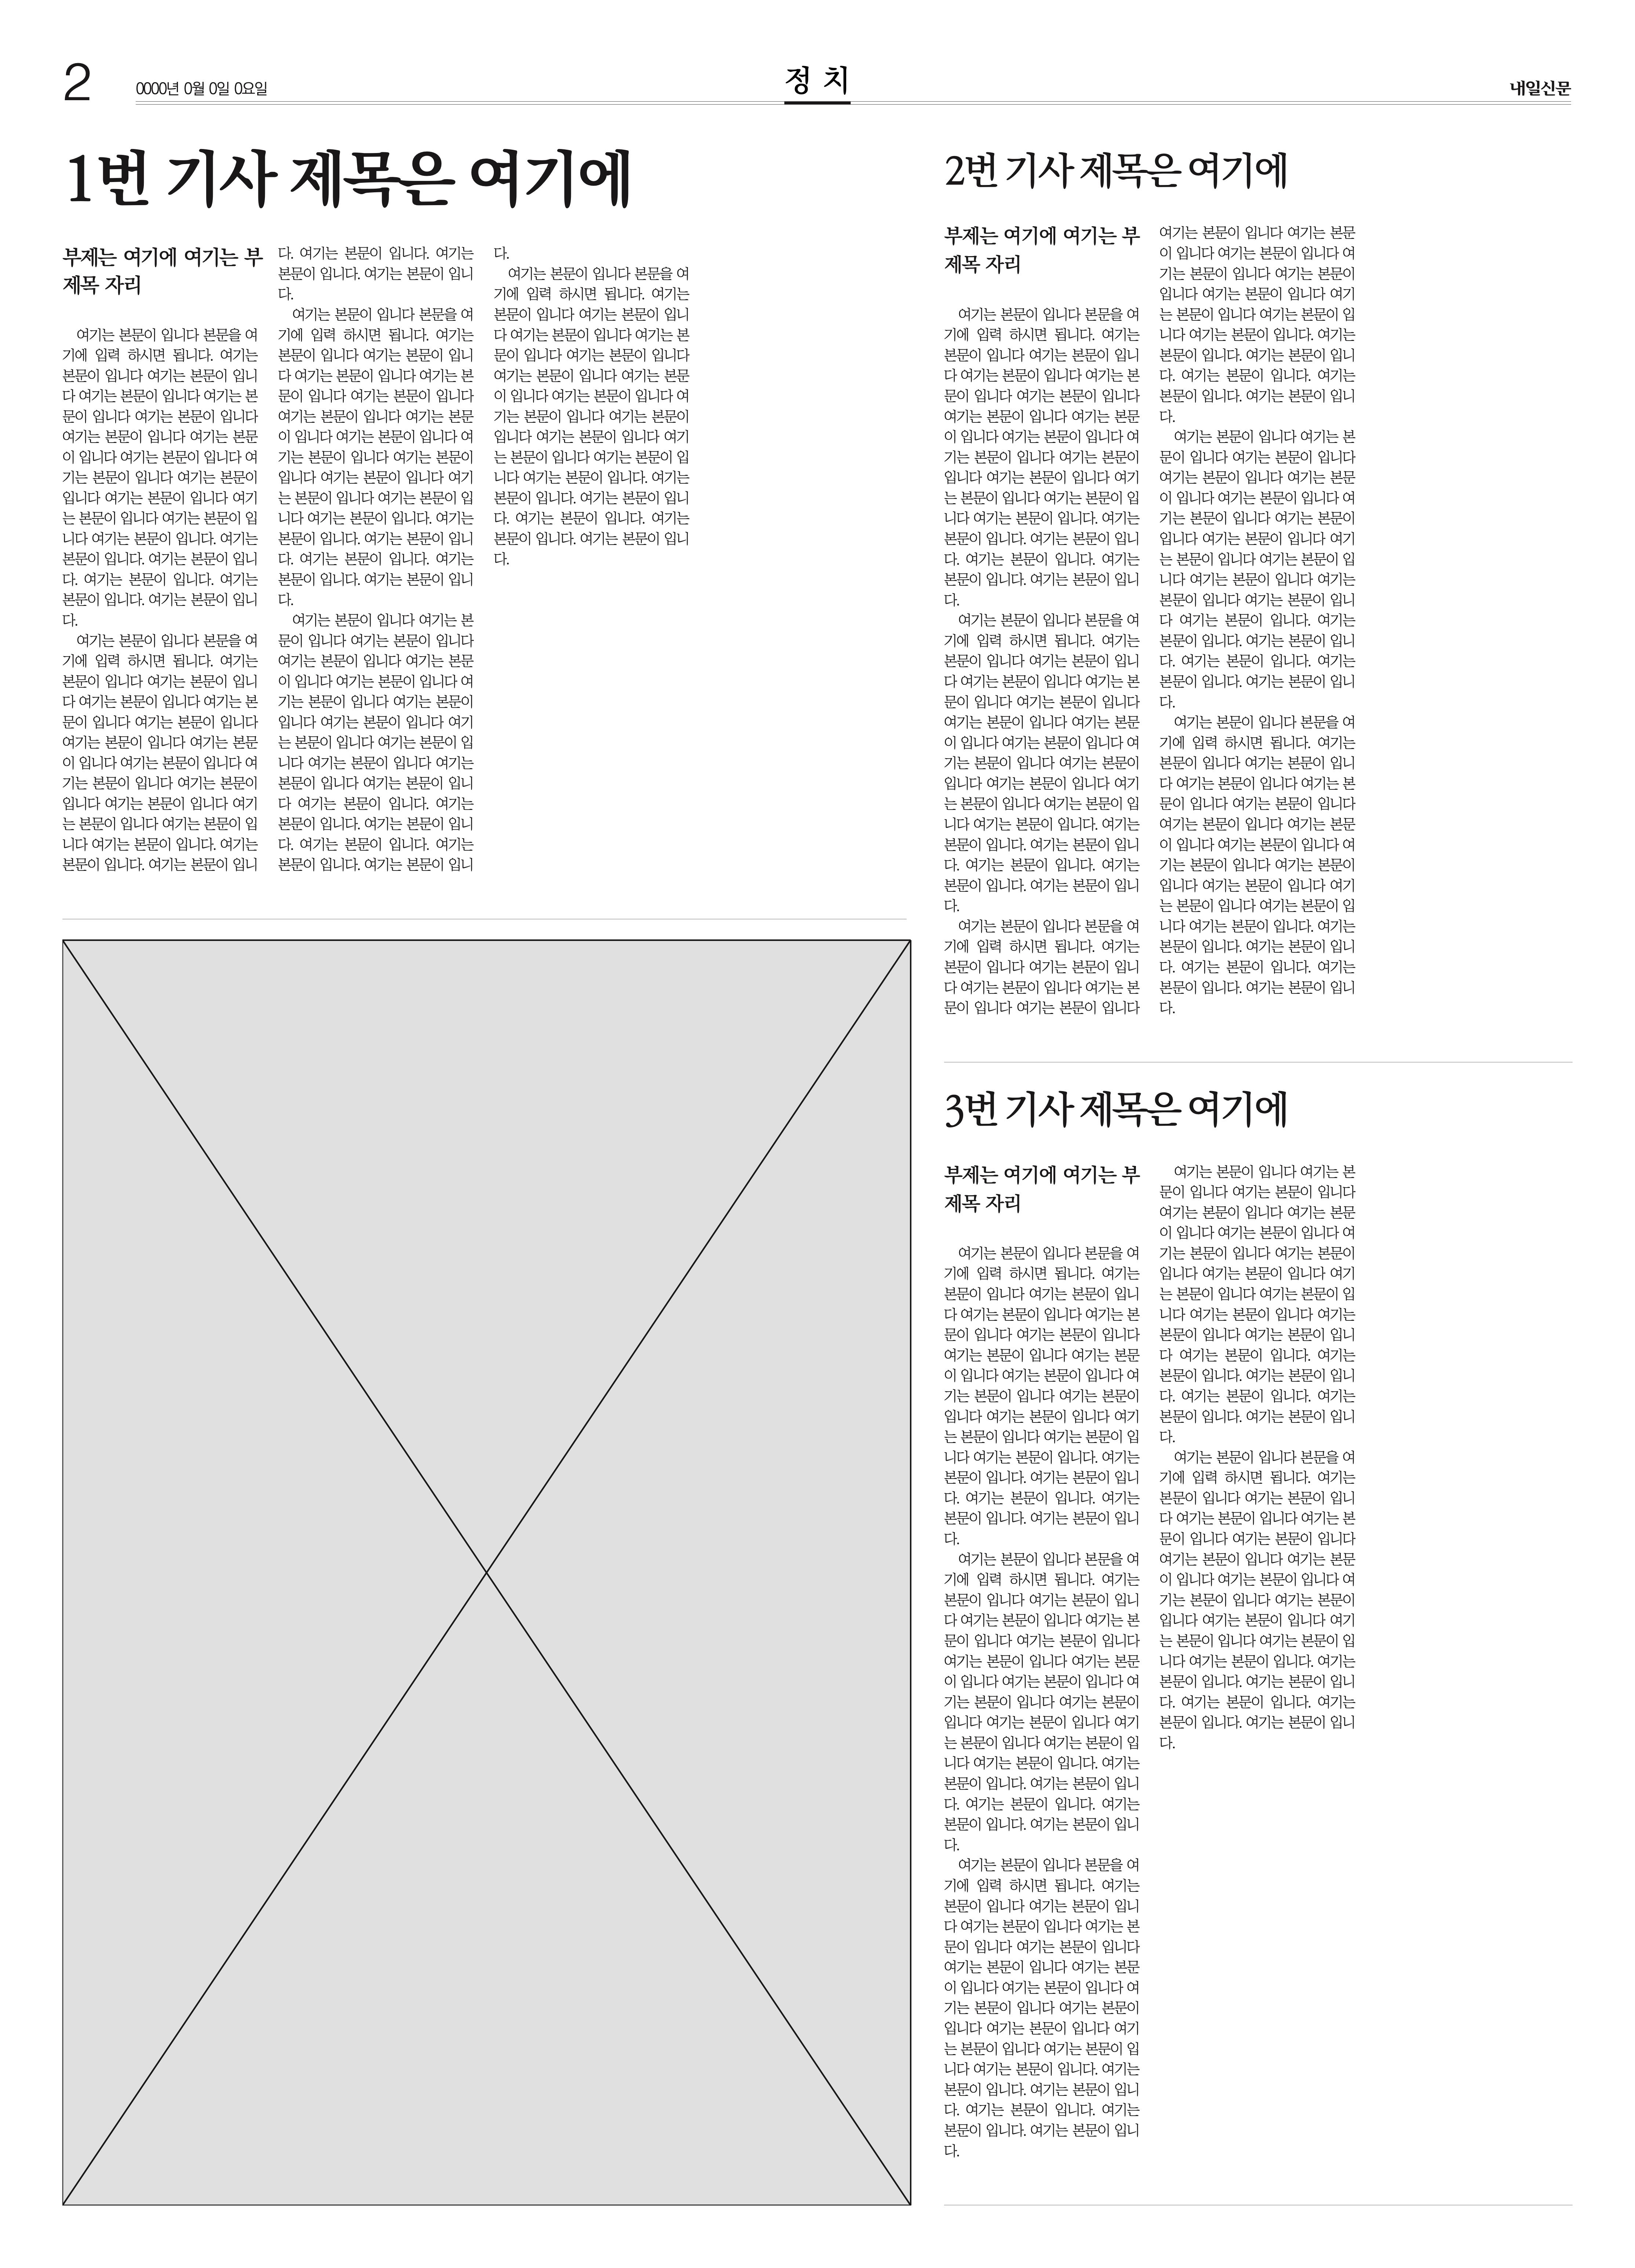 2
0000년 0월 0일 0요일
정 치
내일신문
1번 기사 제목은 여기에
부제는 여기에 여기는 부
제목 자리
여기는 본문이 입니다 본문을 여
기에 입력 하시면 됩니다. 여기는
본문이 입니다 여기는 본문이 입니
다 여기는 본문이 입니다 여기는 본
문이 입니다 여기는 본문이 입니다
여기는 본문이 입니다 여기는 본문
이 입니다 여기는 본문이 입니다 여
기는 본문이 입니다 여기는 본문이
입니다 여기는 본문이 입니다 여기
는 본문이 입니다 여기는 본문이 입
니다 여기는 본문이 입니다. 여기는
본문이 입니다. 여기는 본문이 입니
다. 여기는 본문이 입니다. 여기는
본문이 입니다. 여기는 본문이 입니
다.
여기는 본문이 입니다 본문을 여
기에 입력 하시면 됩니다. 여기는
본문이 입니다 여기는 본문이 입니
다 여기는 본문이 입니다 여기는 본
문이 입니다 여기는 본문이 입니다
여기는 본문이 입니다 여기는 본문
이 입니다 여기는 본문이 입니다 여
기는 본문이 입니다 여기는 본문이
입니다 여기는 본문이 입니다 여기
는 본문이 입니다 여기는 본문이 입
니다 여기는 본문이 입니다. 여기는
본문이 입니다. 여기는 본문이 입니
다. 여기는 본문이 입니다. 여기는
본문이 입니다. 여기는 본문이 입니
다.
여기는 본문이 입니다 본문을 여
기에 입력 하시면 됩니다. 여기는
본문이 입니다 여기는 본문이 입니
다 여기는 본문이 입니다 여기는 본
문이 입니다 여기는 본문이 입니다
여기는 본문이 입니다 여기는 본문
이 입니다 여기는 본문이 입니다 여
기는 본문이 입니다 여기는 본문이
입니다 여기는 본문이 입니다 여기
는 본문이 입니다 여기는 본문이 입
니다 여기는 본문이 입니다. 여기는
본문이 입니다. 여기는 본문이 입니
다. 여기는 본문이 입니다. 여기는
본문이 입니다. 여기는 본문이 입니
다.
여기는 본문이 입니다 여기는 본
문이 입니다 여기는 본문이 입니다
여기는 본문이 입니다 여기는 본문
이 입니다 여기는 본문이 입니다 여
기는 본문이 입니다 여기는 본문이
입니다 여기는 본문이 입니다 여기
는 본문이 입니다 여기는 본문이 입
니다 여기는 본문이 입니다 여기는
본문이 입니다 여기는 본문이 입니
다 여기는 본문이 입니다. 여기는
본문이 입니다. 여기는 본문이 입니
다. 여기는 본문이 입니다. 여기는
본문이 입니다. 여기는 본문이 입니
다.
여기는 본문이 입니다 본문을 여
기에 입력 하시면 됩니다. 여기는
본문이 입니다 여기는 본문이 입니
다 여기는 본문이 입니다 여기는 본
문이 입니다 여기는 본문이 입니다
여기는 본문이 입니다 여기는 본문
이 입니다 여기는 본문이 입니다 여
기는 본문이 입니다 여기는 본문이
입니다 여기는 본문이 입니다 여기
는 본문이 입니다 여기는 본문이 입
니다 여기는 본문이 입니다. 여기는
본문이 입니다. 여기는 본문이 입니
다. 여기는 본문이 입니다. 여기는
본문이 입니다. 여기는 본문이 입니
다.
2번 기사 제목은 여기에
부제는 여기에 여기는 부
제목 자리
여기는 본문이 입니다 본문을 여
기에 입력 하시면 됩니다. 여기는
본문이 입니다 여기는 본문이 입니
다 여기는 본문이 입니다 여기는 본
문이 입니다 여기는 본문이 입니다
여기는 본문이 입니다 여기는 본문
이 입니다 여기는 본문이 입니다 여
기는 본문이 입니다 여기는 본문이
입니다 여기는 본문이 입니다 여기
는 본문이 입니다 여기는 본문이 입
니다 여기는 본문이 입니다. 여기는
본문이 입니다. 여기는 본문이 입니
다. 여기는 본문이 입니다. 여기는
본문이 입니다. 여기는 본문이 입니
다.
여기는 본문이 입니다 본문을 여
기에 입력 하시면 됩니다. 여기는
본문이 입니다 여기는 본문이 입니
다 여기는 본문이 입니다 여기는 본
문이 입니다 여기는 본문이 입니다
여기는 본문이 입니다 여기는 본문
이 입니다 여기는 본문이 입니다 여
기는 본문이 입니다 여기는 본문이
입니다 여기는 본문이 입니다 여기
는 본문이 입니다 여기는 본문이 입
니다 여기는 본문이 입니다. 여기는
본문이 입니다. 여기는 본문이 입니
다. 여기는 본문이 입니다. 여기는
본문이 입니다. 여기는 본문이 입니
다.
여기는 본문이 입니다 본문을 여
기에 입력 하시면 됩니다. 여기는
본문이 입니다 여기는 본문이 입니
다 여기는 본문이 입니다 여기는 본
문이 입니다 여기는 본문이 입니다
여기는 본문이 입니다 여기는 본문
이 입니다 여기는 본문이 입니다 여
기는 본문이 입니다 여기는 본문이
입니다 여기는 본문이 입니다 여기
는 본문이 입니다 여기는 본문이 입
니다 여기는 본문이 입니다. 여기는
본문이 입니다. 여기는 본문이 입니
다. 여기는 본문이 입니다. 여기는
본문이 입니다. 여기는 본문이 입니
다.
여기는 본문이 입니다 여기는 본
문이 입니다 여기는 본문이 입니다
여기는 본문이 입니다 여기는 본문
이 입니다 여기는 본문이 입니다 여
기는 본문이 입니다 여기는 본문이
입니다 여기는 본문이 입니다 여기
는 본문이 입니다 여기는 본문이 입
니다 여기는 본문이 입니다 여기는
본문이 입니다 여기는 본문이 입니
다 여기는 본문이 입니다. 여기는
본문이 입니다. 여기는 본문이 입니
다. 여기는 본문이 입니다. 여기는
본문이 입니다. 여기는 본문이 입니
다.
여기는 본문이 입니다 본문을 여
기에 입력 하시면 됩니다. 여기는
본문이 입니다 여기는 본문이 입니
다 여기는 본문이 입니다 여기는 본
문이 입니다 여기는 본문이 입니다
여기는 본문이 입니다 여기는 본문
이 입니다 여기는 본문이 입니다 여
기는 본문이 입니다 여기는 본문이
입니다 여기는 본문이 입니다 여기
는 본문이 입니다 여기는 본문이 입
니다 여기는 본문이 입니다. 여기는
본문이 입니다. 여기는 본문이 입니
다. 여기는 본문이 입니다. 여기는
본문이 입니다. 여기는 본문이 입니
다.
3번 기사 제목은 여기에
부제는 여기에 여기는 부
제목 자리
여기는 본문이 입니다 본문을 여
기에 입력 하시면 됩니다. 여기는
본문이 입니다 여기는 본문이 입니
다 여기는 본문이 입니다 여기는 본
문이 입니다 여기는 본문이 입니다
여기는 본문이 입니다 여기는 본문
이 입니다 여기는 본문이 입니다 여
기는 본문이 입니다 여기는 본문이
입니다 여기는 본문이 입니다 여기
는 본문이 입니다 여기는 본문이 입
니다 여기는 본문이 입니다. 여기는
본문이 입니다. 여기는 본문이 입니
다. 여기는 본문이 입니다. 여기는
본문이 입니다. 여기는 본문이 입니
다.
여기는 본문이 입니다 본문을 여
기에 입력 하시면 됩니다. 여기는
본문이 입니다 여기는 본문이 입니
다 여기는 본문이 입니다 여기는 본
문이 입니다 여기는 본문이 입니다
여기는 본문이 입니다 여기는 본문
이 입니다 여기는 본문이 입니다 여
기는 본문이 입니다 여기는 본문이
입니다 여기는 본문이 입니다 여기
는 본문이 입니다 여기는 본문이 입
니다 여기는 본문이 입니다. 여기는
본문이 입니다. 여기는 본문이 입니
다. 여기는 본문이 입니다. 여기는
본문이 입니다. 여기는 본문이 입니
다.
여기는 본문이 입니다 본문을 여
기에 입력 하시면 됩니다. 여기는
본문이 입니다 여기는 본문이 입니
다 여기는 본문이 입니다 여기는 본
문이 입니다 여기는 본문이 입니다
여기는 본문이 입니다 여기는 본문
이 입니다 여기는 본문이 입니다 여
기는 본문이 입니다 여기는 본문이
입니다 여기는 본문이 입니다 여기
는 본문이 입니다 여기는 본문이 입
니다 여기는 본문이 입니다. 여기는
본문이 입니다. 여기는 본문이 입니
다. 여기는 본문이 입니다. 여기는
본문이 입니다. 여기는 본문이 입니
다.
여기는 본문이 입니다 여기는 본
문이 입니다 여기는 본문이 입니다
여기는 본문이 입니다 여기는 본문
이 입니다 여기는 본문이 입니다 여
기는 본문이 입니다 여기는 본문이
입니다 여기는 본문이 입니다 여기
는 본문이 입니다 여기는 본문이 입
니다 여기는 본문이 입니다 여기는
본문이 입니다 여기는 본문이 입니
다 여기는 본문이 입니다. 여기는
본문이 입니다. 여기는 본문이 입니
다. 여기는 본문이 입니다. 여기는
본문이 입니다. 여기는 본문이 입니
다.
여기는 본문이 입니다 본문을 여
기에 입력 하시면 됩니다. 여기는
본문이 입니다 여기는 본문이 입니
다 여기는 본문이 입니다 여기는 본
문이 입니다 여기는 본문이 입니다
여기는 본문이 입니다 여기는 본문
이 입니다 여기는 본문이 입니다 여
기는 본문이 입니다 여기는 본문이
입니다 여기는 본문이 입니다 여기
는 본문이 입니다 여기는 본문이 입
니다 여기는 본문이 입니다. 여기는
본문이 입니다. 여기는 본문이 입니
다. 여기는 본문이 입니다. 여기는
본문이 입니다. 여기는 본문이 입니
다.